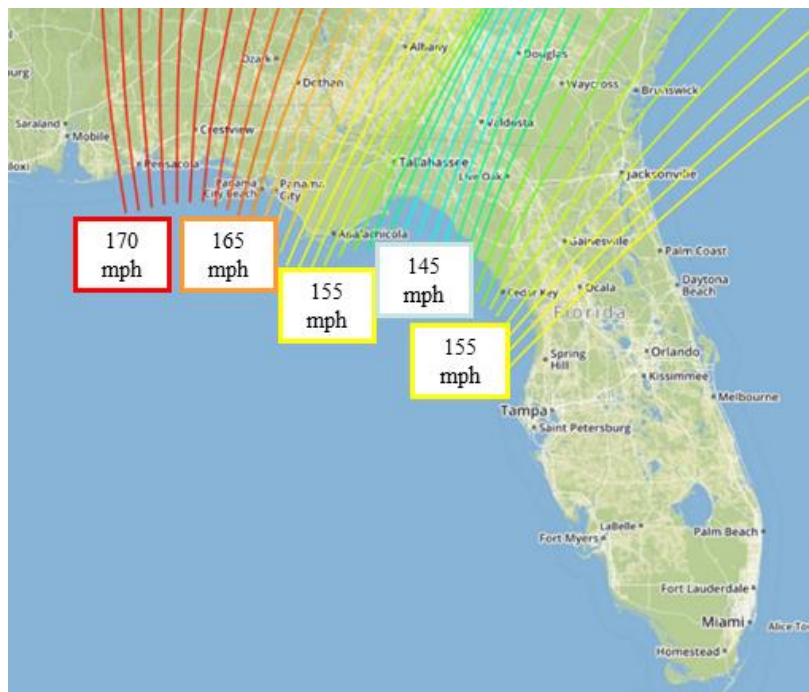 Albany
Douglas
Ozark
Dothan
Waycross
Brunswick
Saraland
Mobile
Crestview
Valdosta
Pensacola
Tallahassee
Live Oak
Jacksonville
Panama
City Beach
Panama
City
Apalachicola
Gainesville
Palm Coast
170
mph
165
mph
155
mph
145
mph
155
mph
Cedar Key
Ocala
Daytona
Beach
Florida
Spring
Hill
Orlando
Kissimmee
Melbourne
Tampa
Saint Petersburg
LaBelle
Palm Beach
Fort Myers
Fort Lauderdale
Miami
Homestead